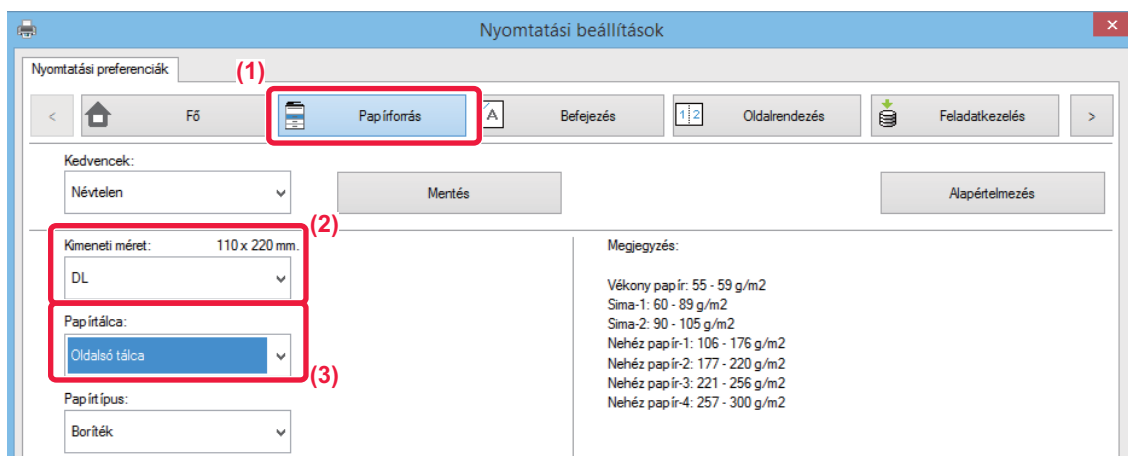 Nyomtatási beállítások
×
Nyomtatási preferenciák
(1)
< Fő Papírforrás A Befejezés 1 2 Oldalrendezés Feladatkezelés >
Kedvencek:
Névtelen Mentés Alapértelmezés
(2)
Kimeneti méret: 110 x 220 mm.
DL
Papírtálca:
Oldalsó tálca
(3)
Papírtípus:
Boríték
Megjegyzés:
Vékony papír: 55 - 59 g/m2
Sima-1: 60 - 89 g/m2
Sima-2: 90 - 105 g/m2
Nehéz papír-1: 106 - 176 g/m2
Nehéz papír-2: 177 - 220 g/m2
Nehéz papír-3: 221 - 256 g/m2
Nehéz papír-4: 257 - 300 g/m2